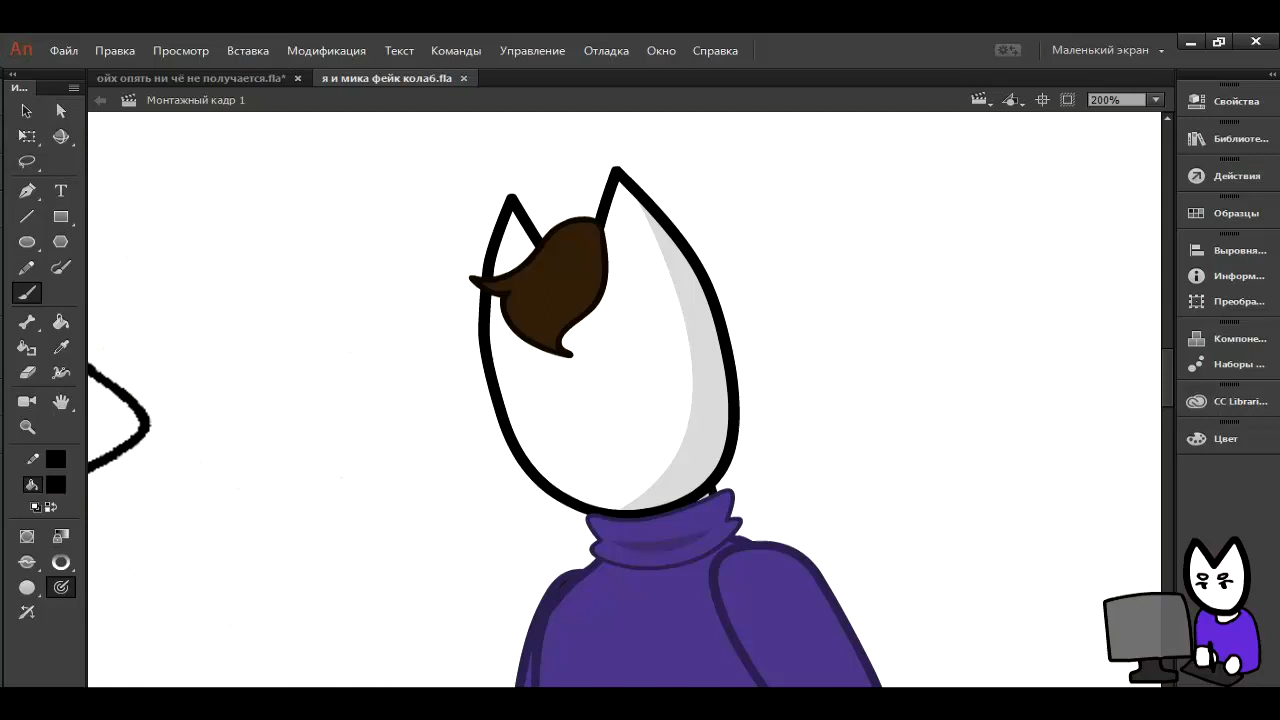 An Файл Правка Просмотр Вставка Модификация Текст Команды Управление Отладка Окно Справка Маленький экран
ойх опять ни чё не получается.fla* × я и мика фейк колаб.fla ×
И...
Монтажный кадр 1 200%
Свойства
Библиоте...
Действия
Образцы
Выровня...
Информ...
Преобра...
Компоне...
Наборы ...
CC Librari...
Цвет